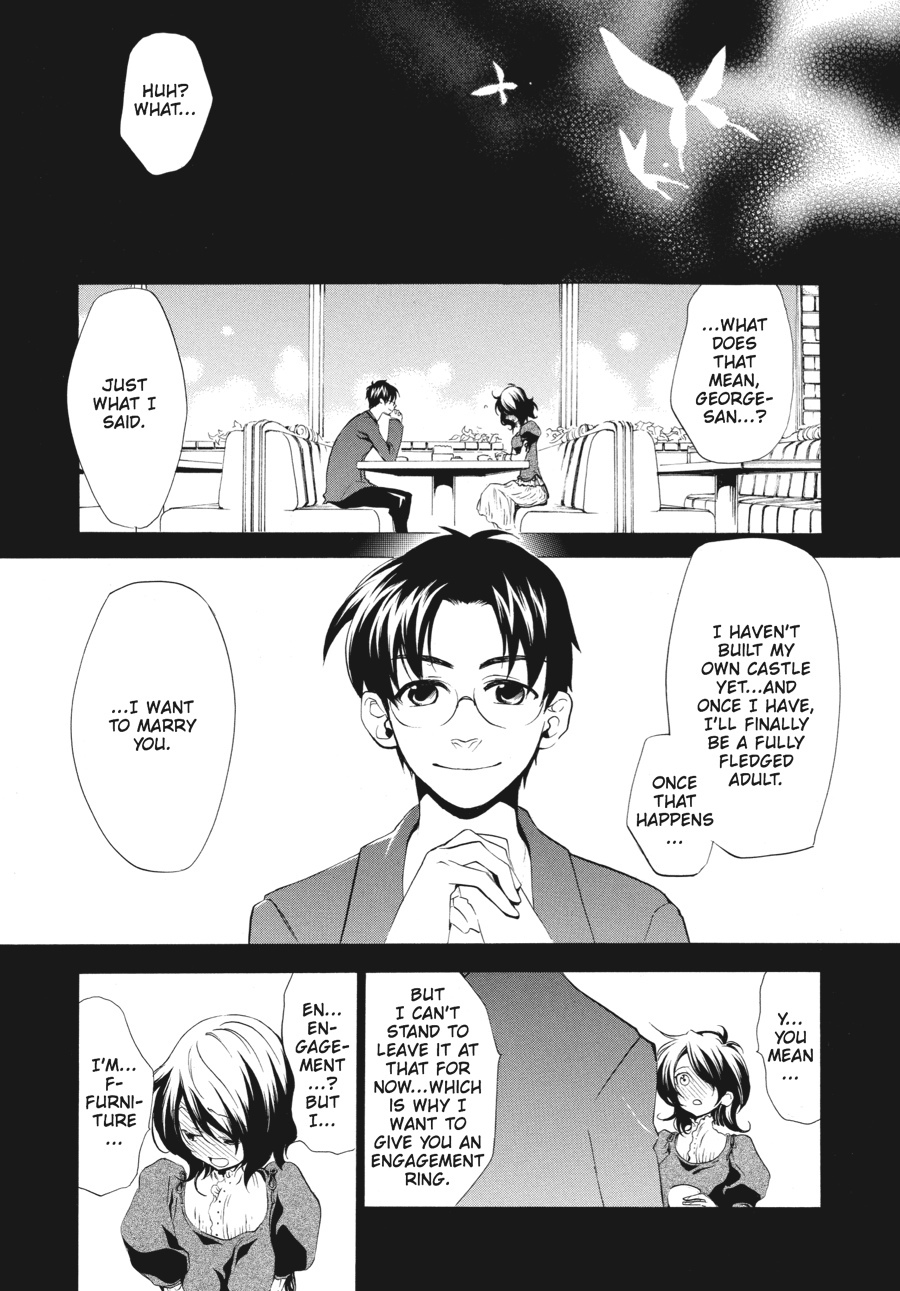 HUH?
WHAT...
...WHAT
DOES
THAT
MEAN,
GEORGE-
SAN...?
JUST
WHAT I
SAID.
I HAVEN'T
BUILT MY
OWN CASTLE
YET...AND
ONCE I HAVE,
I'LL FINALLY
BE A FULLY
FLEDGED
ADULT.
ONCE
THAT
HAPPENS
...
...I WANT
TO MARRY
YOU.
Y...
YOU
MEAN
...
BUT
I CAN'T
STAND TO
LEAVE IT AT
THAT FOR
NOW...WHICH
IS WHY I
WANT TO
GIVE YOU AN
ENGAGEMENT
RING.
EN...
EN-
GAGE-
MENT
...?
BUT
I...
I'M...
F-
FURNI-
TURE
...